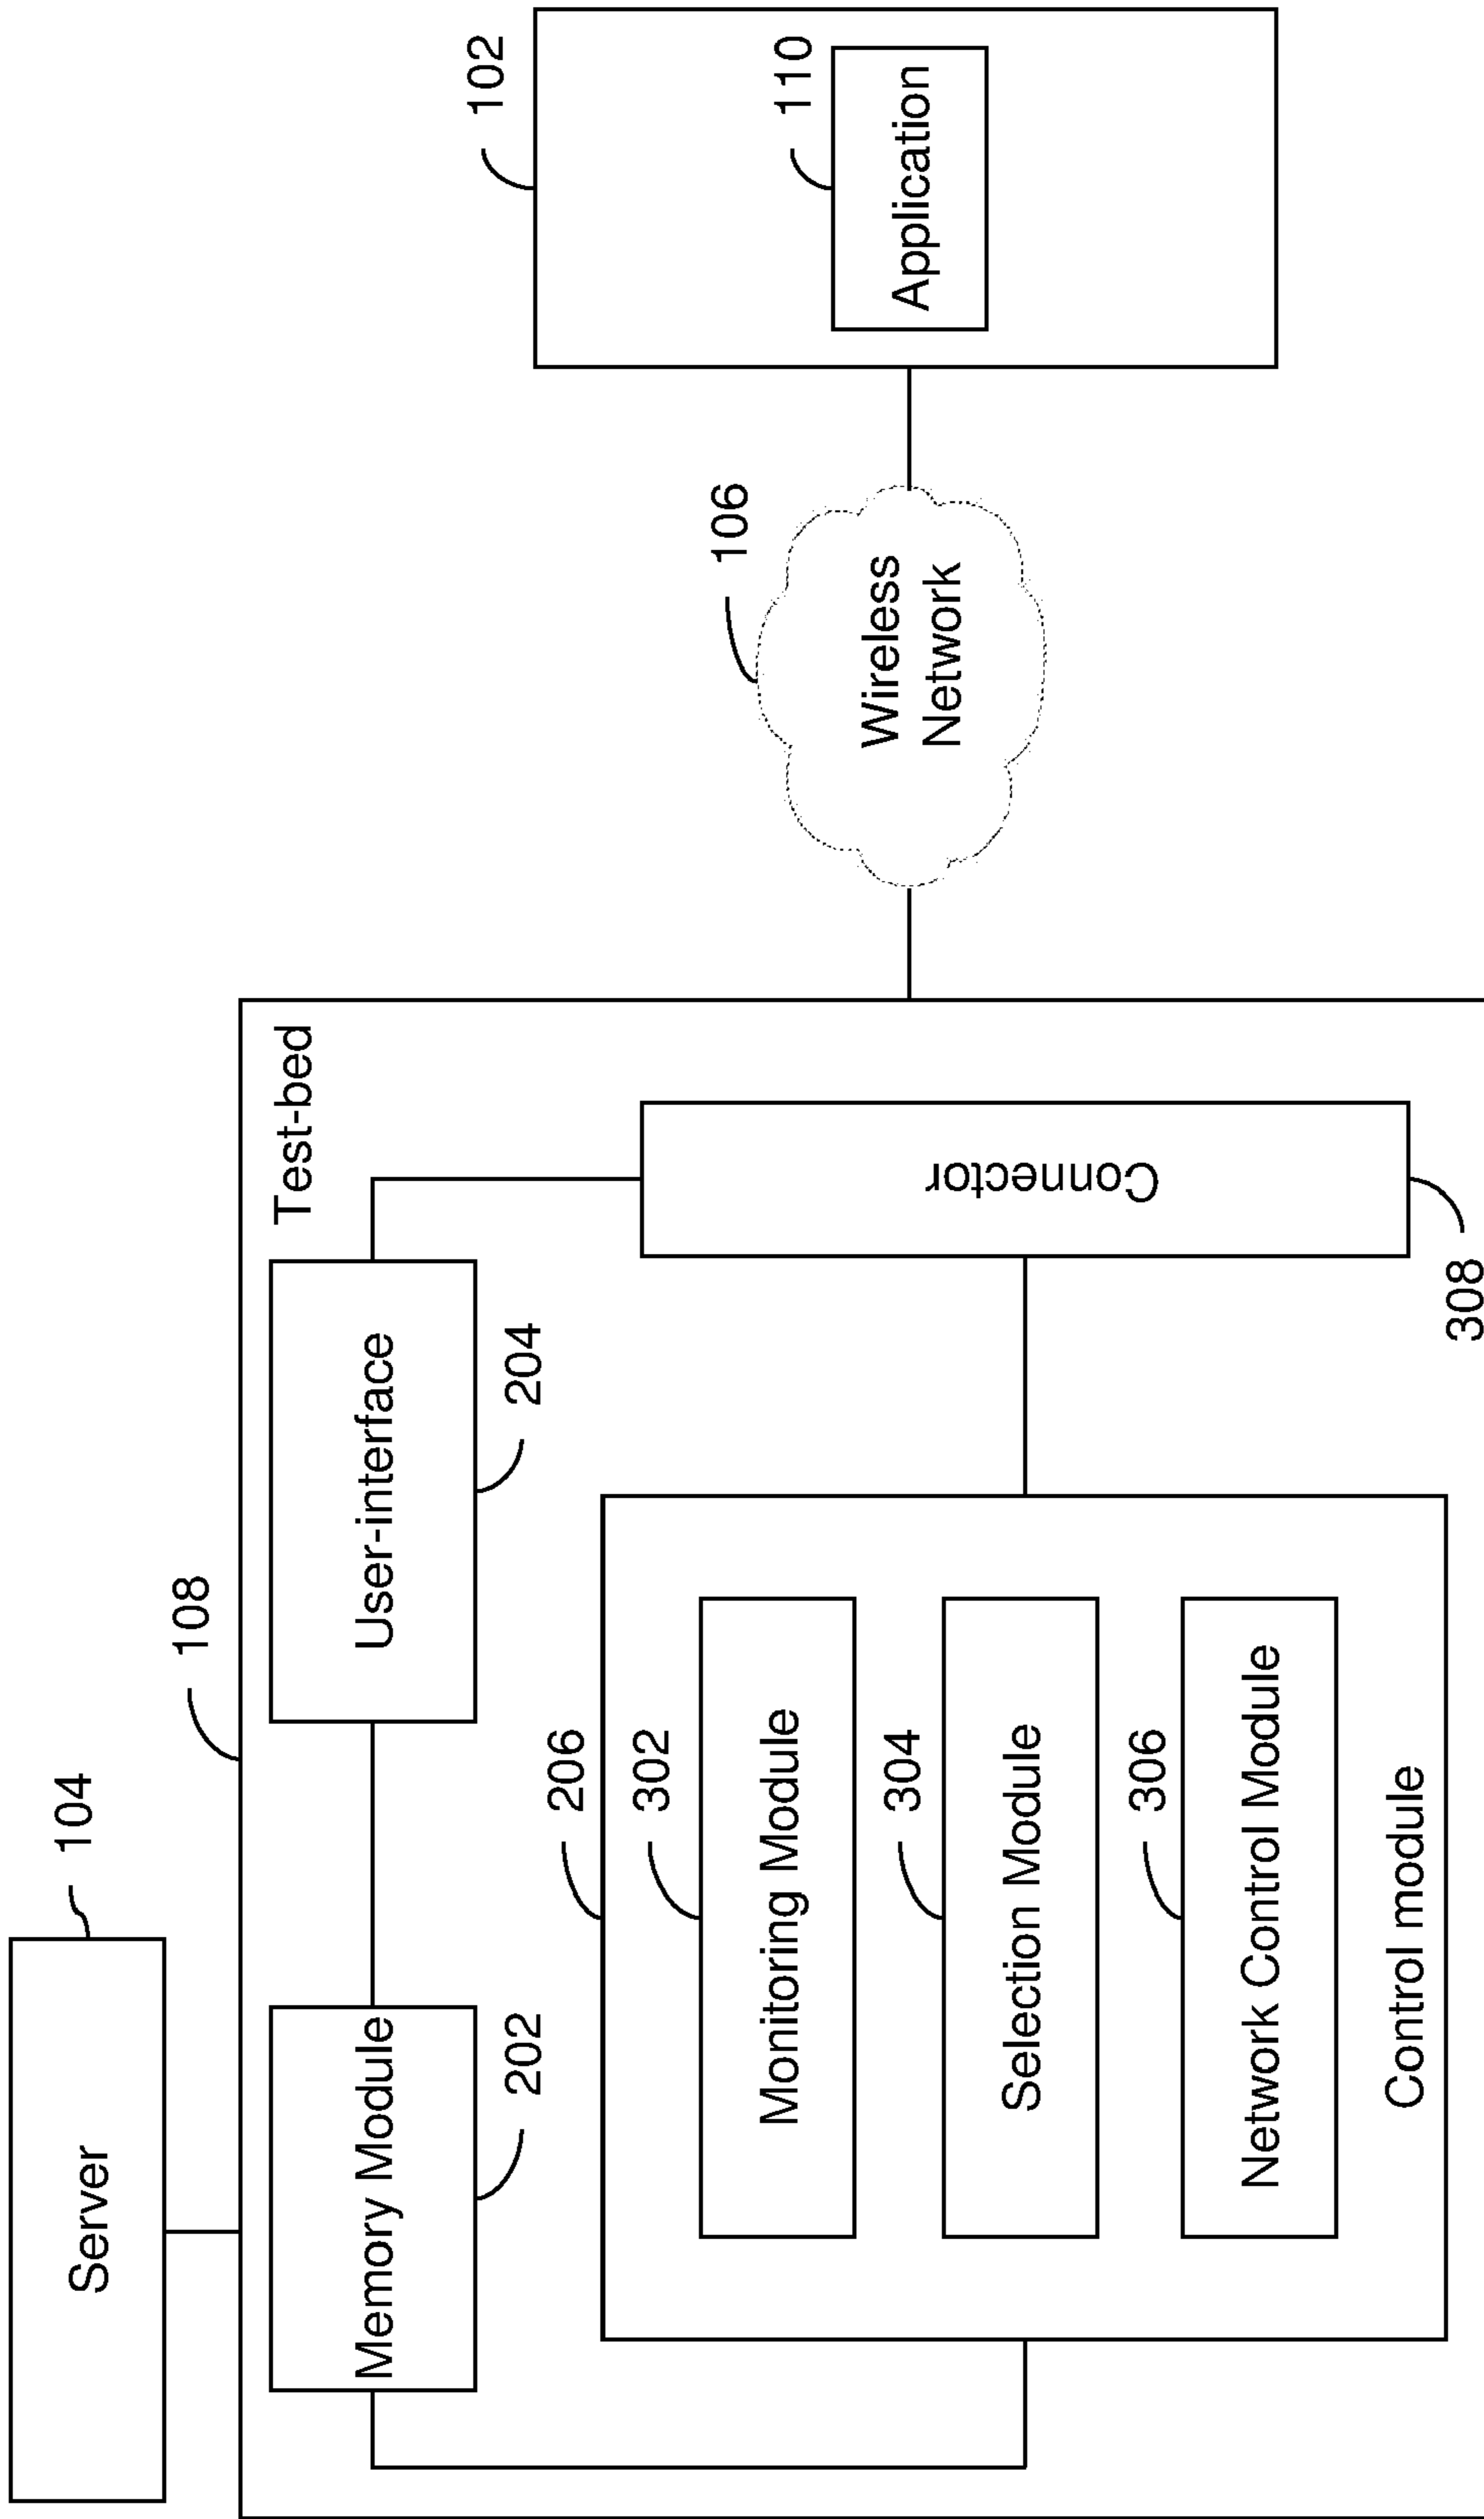 Server
104
108
Test-bed
Memory Module
202
User-interface
204
206
302
Monitoring Module
304
Selection Module
306
Network Control Module
Control module
Connector
308
106
Wireless
Network
102
110
Application